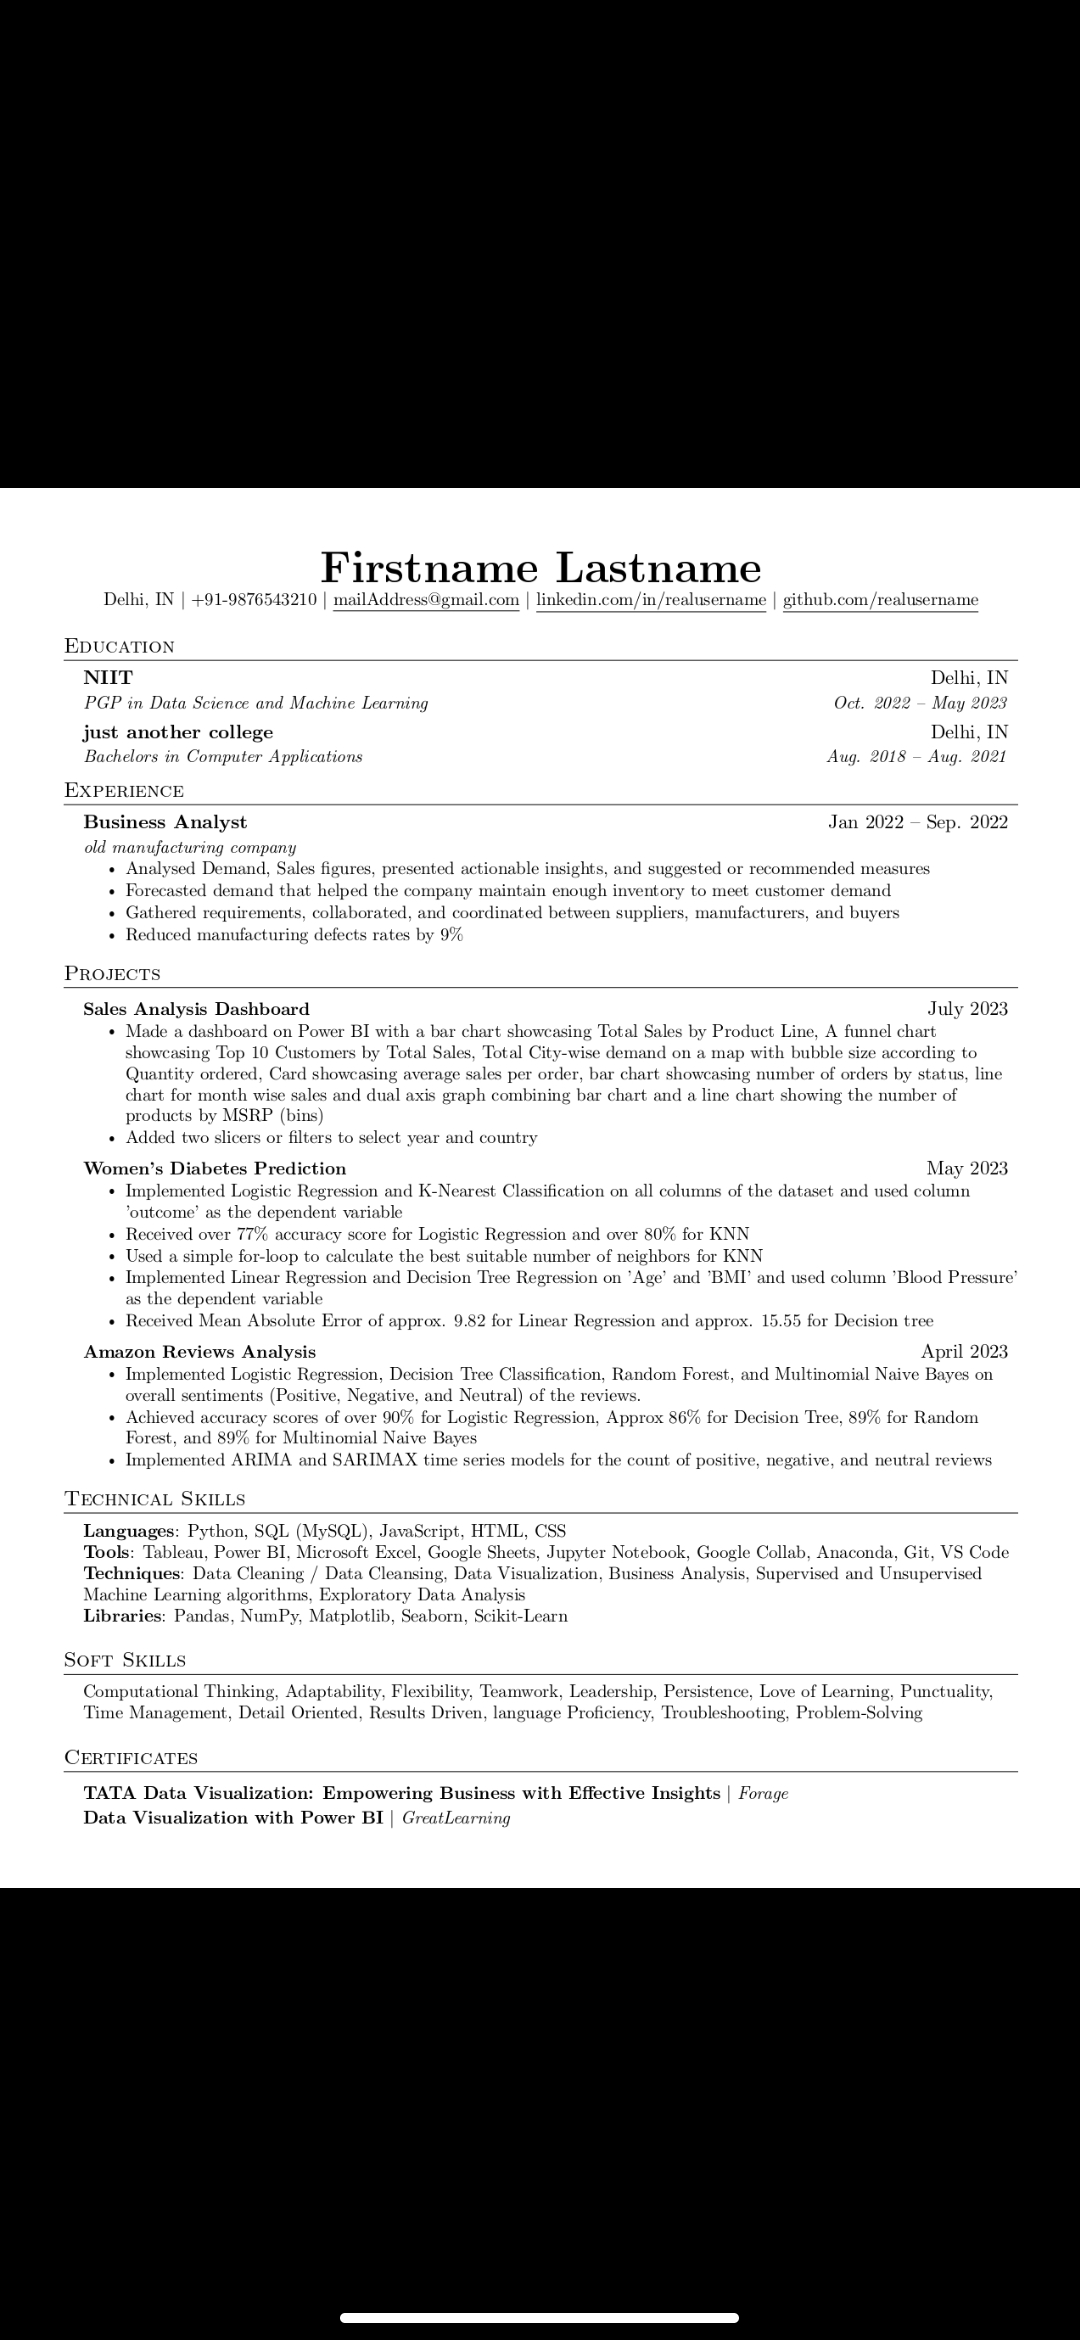 Firstname Lastname
Delhi, IN | +91-9876543210 | mailAddress@gmail.com | linkedin.com/in/realusername | github.com/realusername
Education
NIIT Delhi, IN
PGP in Data Science and Machine Learning Oct. 2022 – May 2023
just another college Delhi, IN
Bachelors in Computer Applications Aug. 2018 – Aug. 2021
Experience
Business Analyst Jan 2022 – Sep. 2022
old manufacturing company
• Analysed Demand, Sales figures, presented actionable insights, and suggested or recommended measures
• Forecasted demand that helped the company maintain enough inventory to meet customer demand
• Gathered requirements, collaborated, and coordinated between suppliers, manufacturers, and buyers
• Reduced manufacturing defects rates by 9%
Projects
Sales Analysis Dashboard July 2023
• Made a dashboard on Power BI with a bar chart showcasing Total Sales by Product Line, A funnel chart
showcasing Top 10 Customers by Total Sales, Total City-wise demand on a map with bubble size according to
Quantity ordered, Card showcasing average sales per order, bar chart showcasing number of orders by status, line
chart for month wise sales and dual axis graph combining bar chart and a line chart showing the number of
products by MSRP (bins)
• Added two slicers or filters to select year and country
Women's Diabetes Prediction May 2023
• Implemented Logistic Regression and K-Nearest Classification on all columns of the dataset and used column
'outcome' as the dependent variable
• Received over 77% accuracy score for Logistic Regression and over 80% for KNN
• Used a simple for-loop to calculate the best suitable number of neighbors for KNN
• Implemented Linear Regression and Decision Tree Regression on 'Age' and 'BMI' and used column 'Blood Pressure'
as the dependent variable
• Received Mean Absolute Error of approx. 9.82 for Linear Regression and approx. 15.55 for Decision tree
Amazon Reviews Analysis April 2023
• Implemented Logistic Regression, Decision Tree Classification, Random Forest, and Multinomial Naive Bayes on
overall sentiments (Positive, Negative, and Neutral) of the reviews.
• Achieved accuracy scores of over 90% for Logistic Regression, Approx 86% for Decision Tree, 89% for Random
Forest, and 89% for Multinomial Naive Bayes
• Implemented ARIMA and SARIMAX time series models for the count of positive, negative, and neutral reviews
Technical Skills
Languages: Python, SQL (MySQL), JavaScript, HTML, CSS
Tools: Tableau, Power BI, Microsoft Excel, Google Sheets, Jupyter Notebook, Google Collab, Anaconda, Git, VS Code
Techniques: Data Cleaning / Data Cleansing, Data Visualization, Business Analysis, Supervised and Unsupervised
Machine Learning algorithms, Exploratory Data Analysis
Libraries: Pandas, NumPy, Matplotlib, Seaborn, Scikit-Learn
Soft Skills
Computational Thinking, Adaptability, Flexibility, Teamwork, Leadership, Persistence, Love of Learning, Punctuality,
Time Management, Detail Oriented, Results Driven, language Proficiency, Troubleshooting, Problem-Solving
Certificates
TATA Data Visualization: Empowering Business with Effective Insights | Forage
Data Visualization with Power BI | GreatLearning